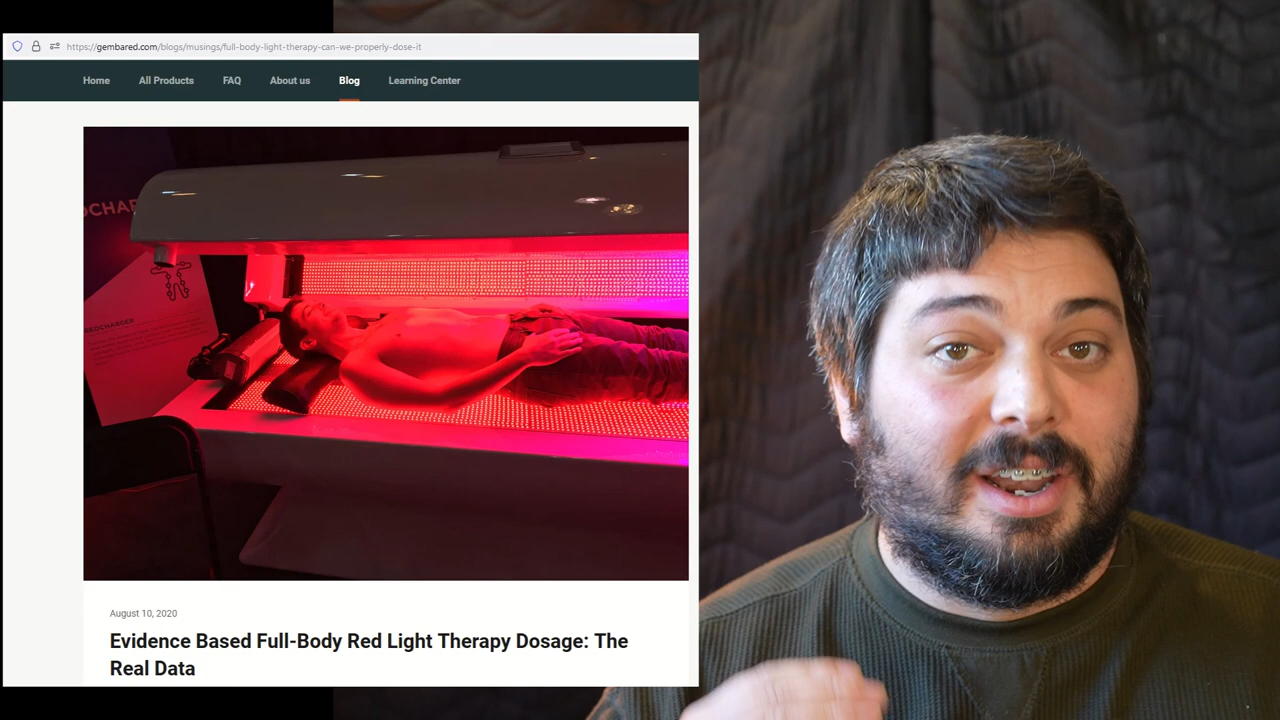 https://gembared.com/blogs/musings/full-body-light-therapy-can-we-properly-dose-it
Home All Products FAQ About us Blog Learning Center
August 10, 2020
Evidence Based Full-Body Red Light Therapy Dosage: The
Real Data